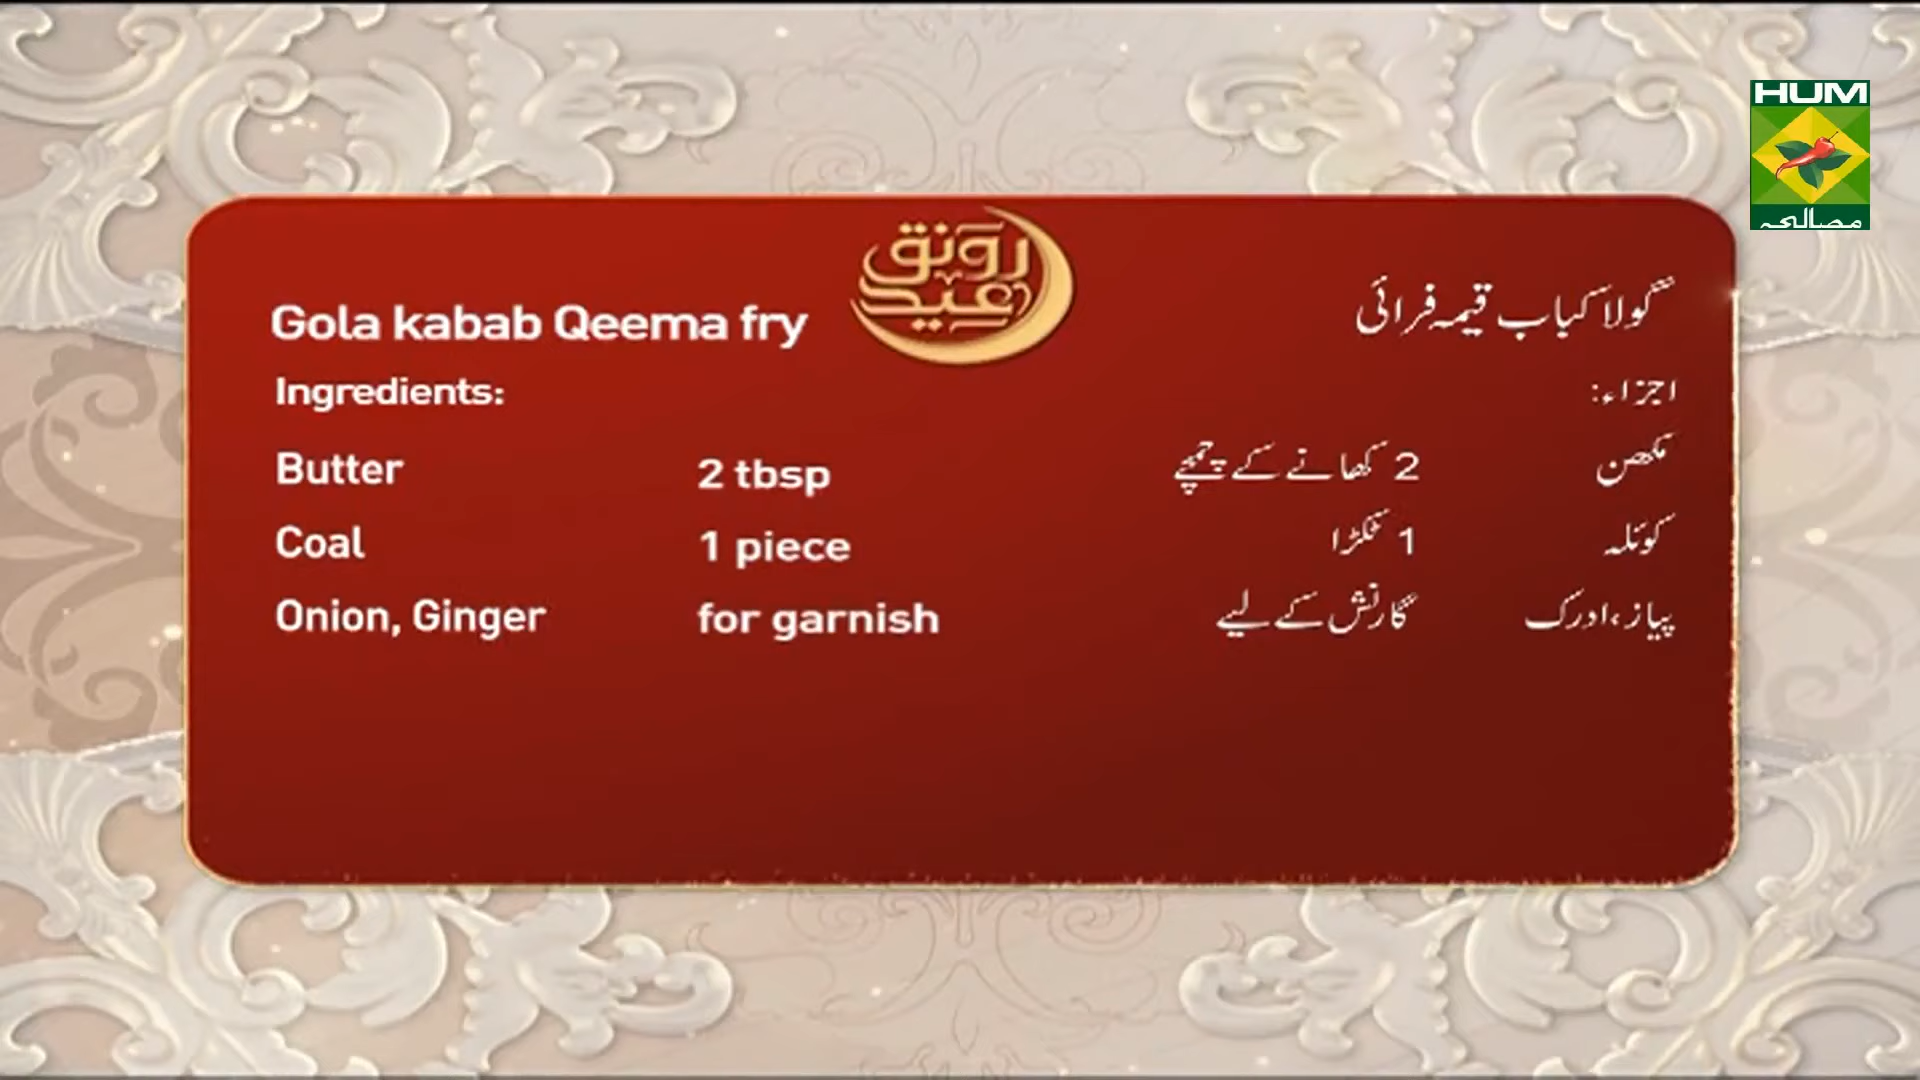 HUM
مصالحہ
رونق عید
Gola kabab Qeema fry گولا کباب قیمہ فرائی
Ingredients: اجزاء:
Butter 2 tbsp 2 کھانے کے چمچے مکھن
Coal 1 piece 1 ٹکڑا کوئلہ
Onion, Ginger for garnish گارنش کے لیے پیاز، ادرک